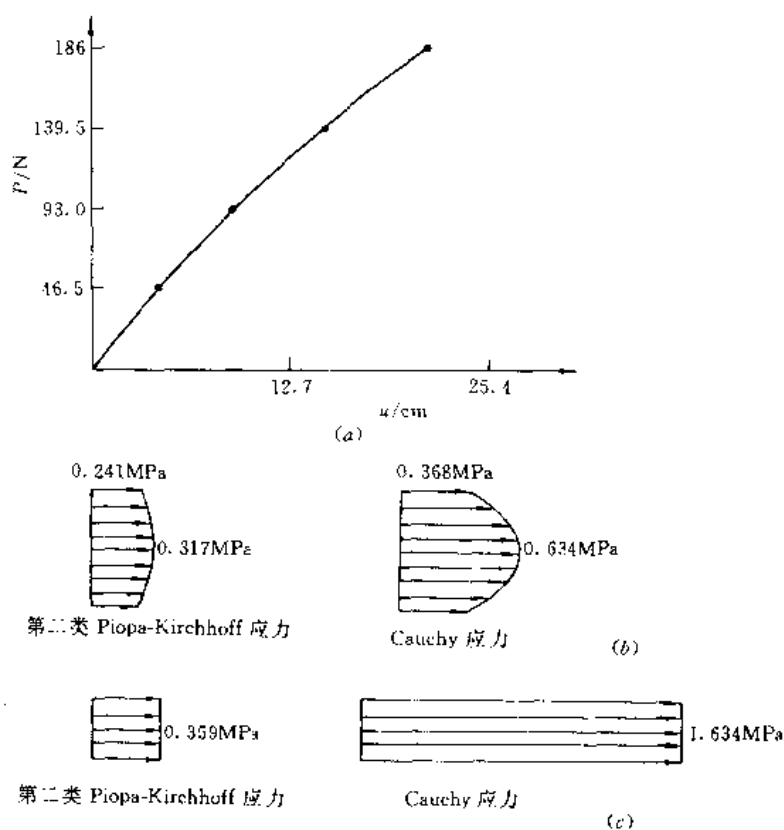 186
139.5
93.0
46.5
P/N
12.7
25.4
u/cm
(a)
0.241MPa
0.368MPa
0.317MPa
0.634MPa
第二类 Piopa-Kirchhoff 应力
Cauchy 应力
(b)
0.359MPa
1.634MPa
第二类 Piopa-Kirchhoff 应力
Cauchy 应力
(c)